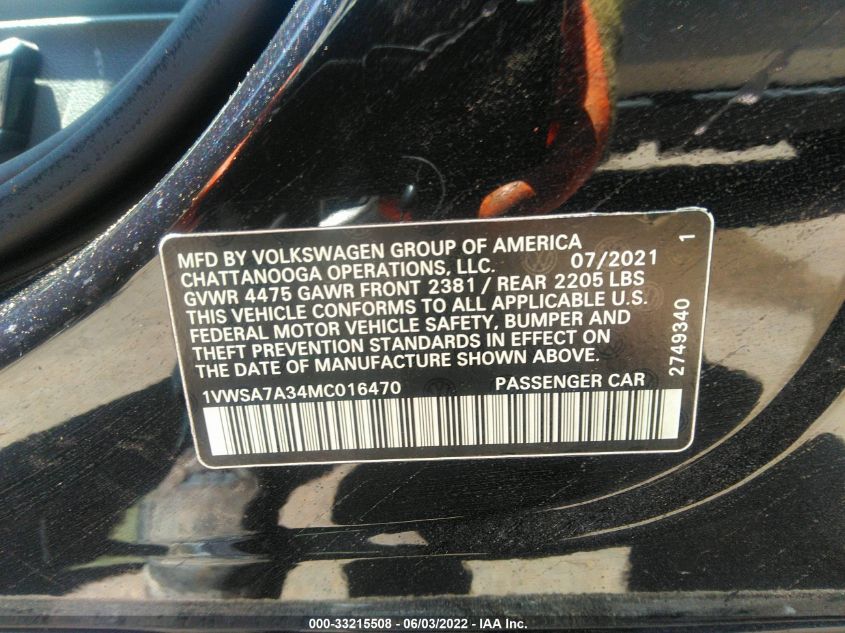 MFD BY VOLKSWAGEN GROUP OF AMERICA
CHATTANOOGA OPERATIONS, LLC. 07/2021 1
GVWR 4475 GAWR FRONT 2381 / REAR 2205 LBS
THIS VEHICLE CONFORMS TO ALL APPLICABLE U.S.
FEDERAL MOTOR VEHICLE SAFETY, BUMPER AND
THEFT PREVENTION STANDARDS IN EFFECT ON
THE DATE OF MANUFACTURE SHOWN ABOVE.
2749340
1VWSA7A34MC016470 PASSENGER CAR
000-33215508 - 06/03/2022 - IAA Inc.